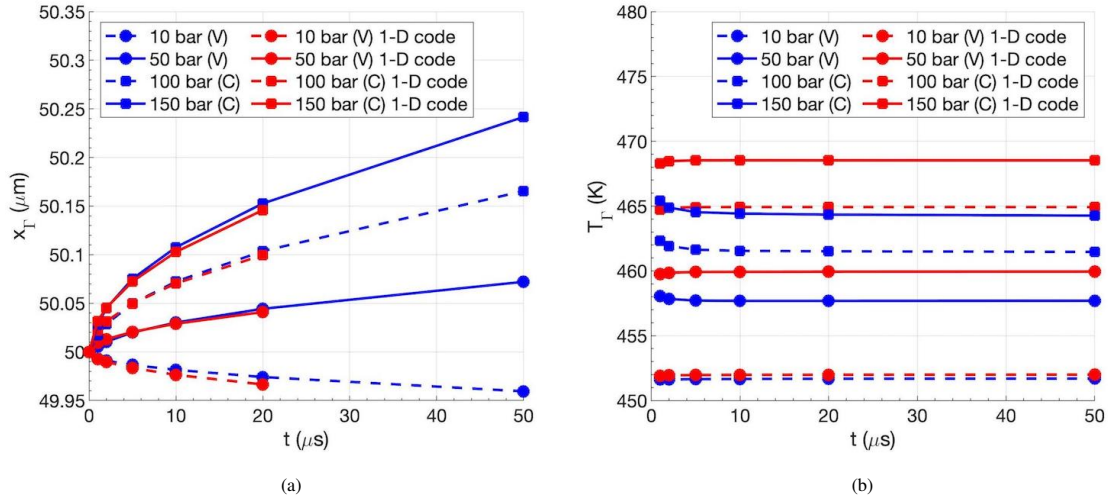 50.35
50.3
50.25
50.2
50.15
50.1
50.05
50
49.95
0 10 20 30 40 50
x_Γ (μm)
t (μs)
10 bar (V) 10 bar (V) 1-D code
50 bar (V) 50 bar (V) 1-D code
100 bar (C) 100 bar (C) 1-D code
150 bar (C) 150 bar (C) 1-D code
(a)
480
475
470
465
460
455
450
0 10 20 30 40 50
T_Γ (K)
t (μs)
10 bar (V) 10 bar (V) 1-D code
50 bar (V) 50 bar (V) 1-D code
100 bar (C) 100 bar (C) 1-D code
150 bar (C) 150 bar (C) 1-D code
(b)